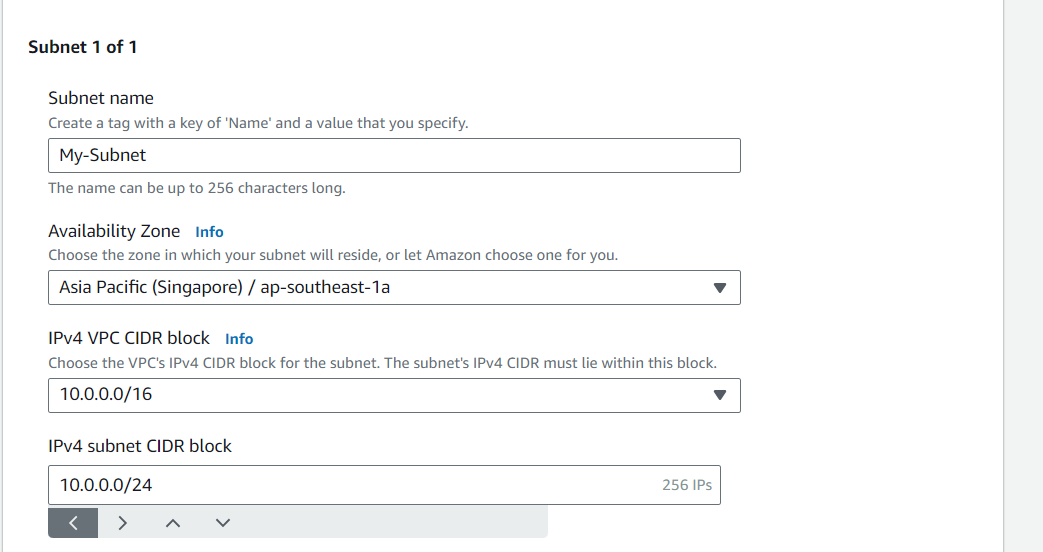 Subnet 1 of 1
Subnet name
Create a tag with a key of 'Name' and a value that you specify.
My-Subnet
The name can be up to 256 characters long.
Availability Zone Info
Choose the zone in which your subnet will reside, or let Amazon choose one for you.
Asia Pacific (Singapore) / ap-southeast-1a
IPv4 VPC CIDR block Info
Choose the VPC's IPv4 CIDR block for the subnet. The subnet's IPv4 CIDR must lie within this block.
10.0.0.0/16
IPv4 subnet CIDR block
10.0.0.0/24 256 IPs